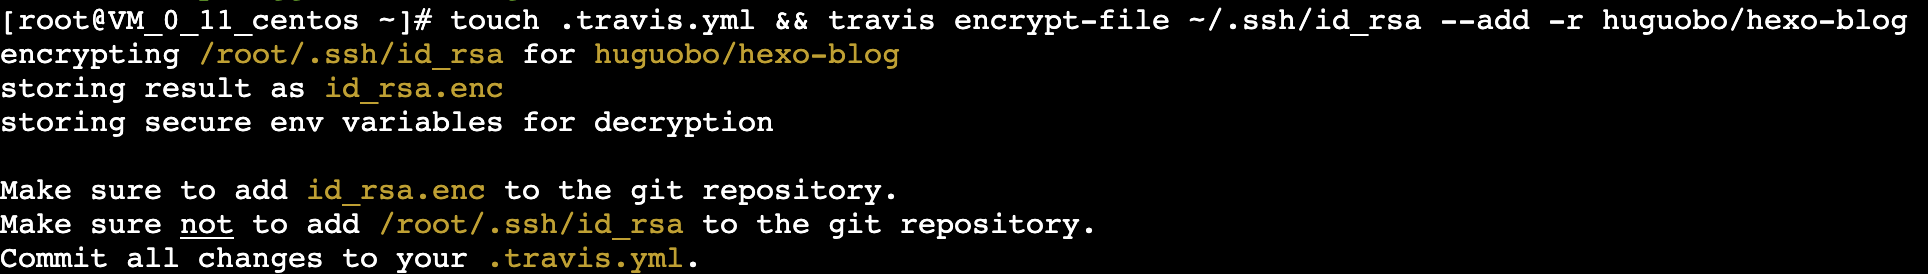 [root@VM_0_11_centos ~]# touch .travis.yml && travis encrypt-file ~/.ssh/id_rsa --add -r huguobo/hexo-blog
encrypting /root/.ssh/id_rsa for huguobo/hexo-blog
storing result as id_rsa.enc
storing secure env variables for decryption
Make sure to add id_rsa.enc to the git repository.
Make sure not to add /root/.ssh/id_rsa to the git repository.
Commit all changes to your .travis.yml.